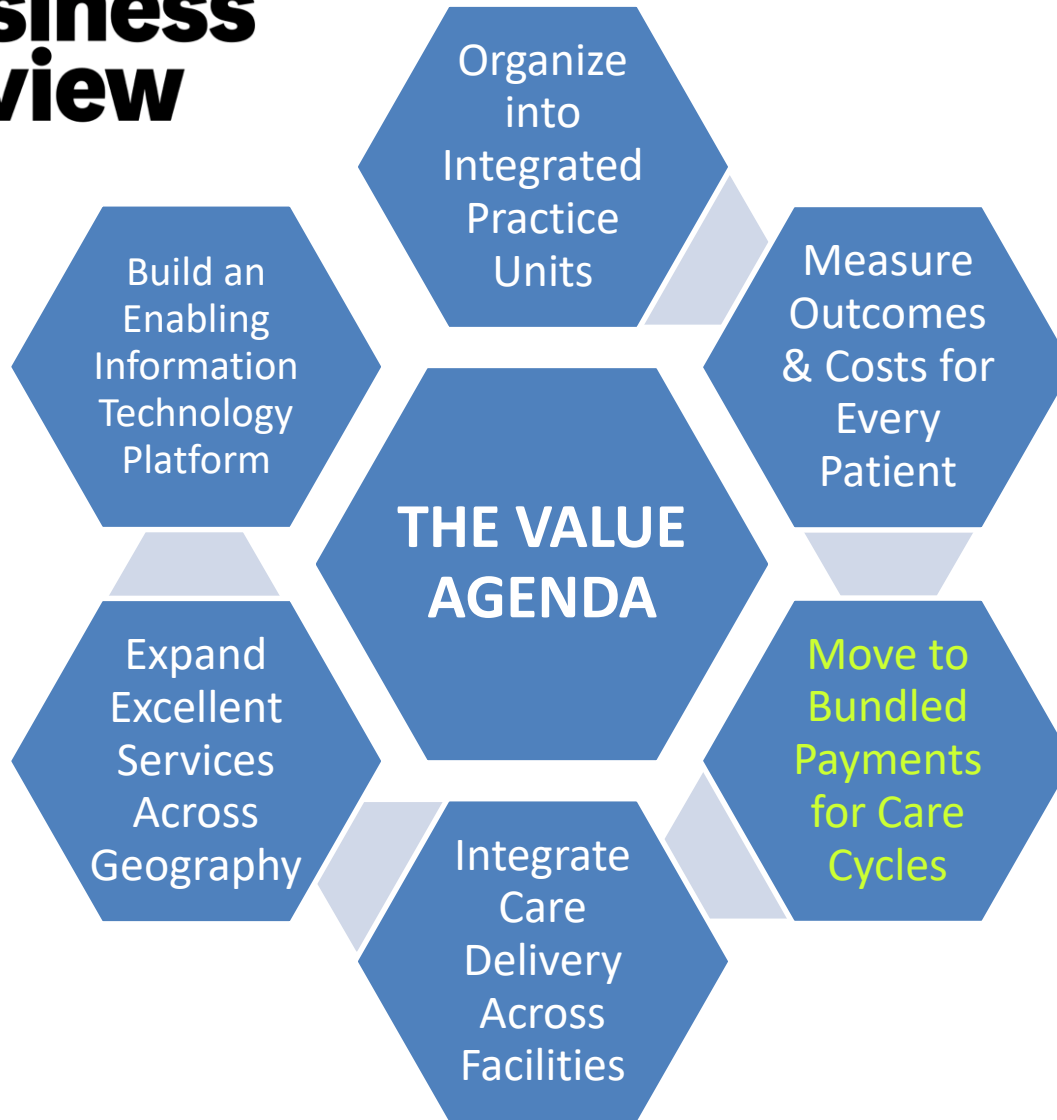 siness
view
Organize
into
Integrated
Practice
Units
Measure
Outcomes
& Costs for
Every
Patient
Move to
Bundled
Payments
for Care
Cycles
Integrate
Care
Delivery
Across
Facilities
Expand
Excellent
Services
Across
Geography
Build an
Enabling
Information
Technology
Platform
THE VALUE
AGENDA